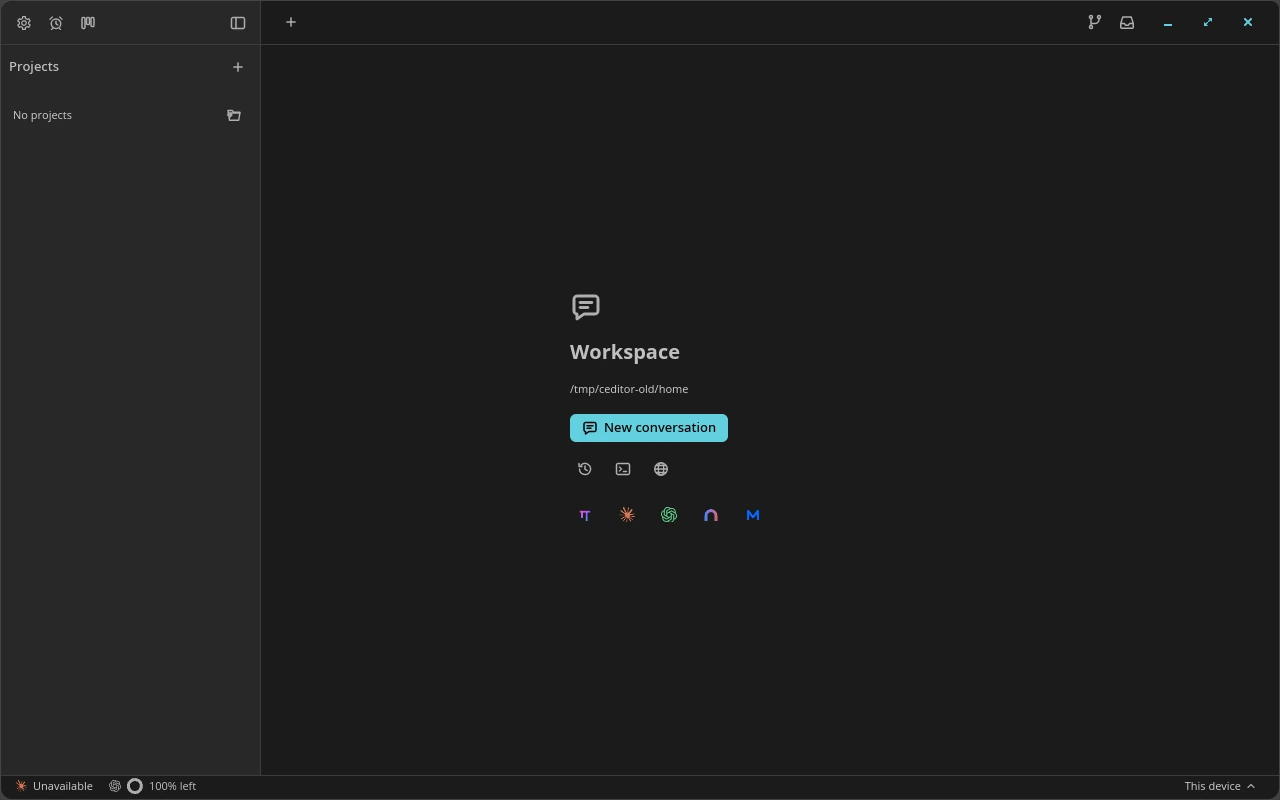 Projects
No projects
Workspace
/tmp/ceditor-old/home
New conversation
Unavailable
100% left
This device